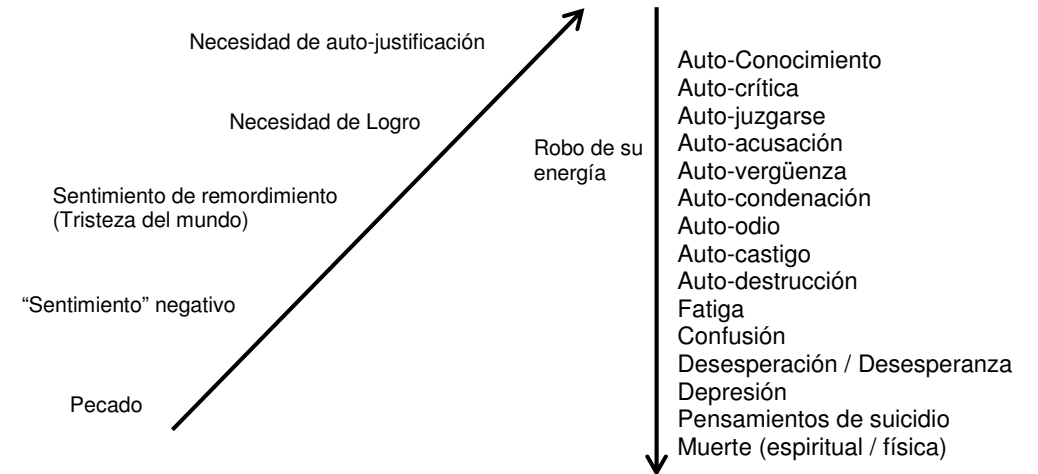 Necesidad de auto-justificación
Necesidad de Logro
Sentimiento de remordimiento
(Tristeza del mundo)
“Sentimiento” negativo
Pecado
Robo de su
energía
Auto-Conocimiento
Auto-crítica
Auto-juzgarse
Auto-acusación
Auto-vergüenza
Auto-condenación
Auto-odio
Auto-castigo
Auto-destrucción
Fatiga
Confusión
Desesperación / Desesperanza
Depresión
Pensamientos de suicidio
Muerte (espiritual / física)